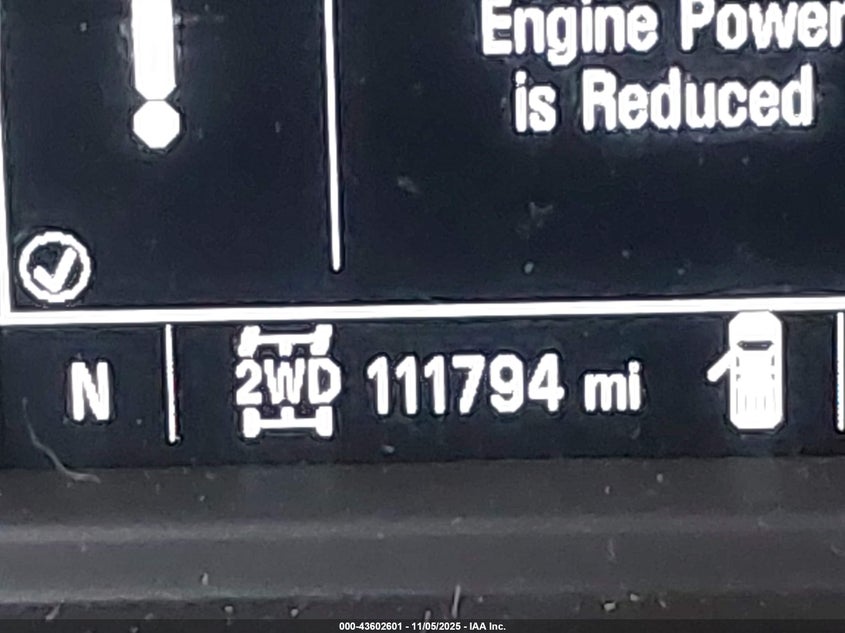 Engine Power
is Reduced
N
2WD
111794 mi
000-43602601 - 11/05/2025 - IAA Inc.